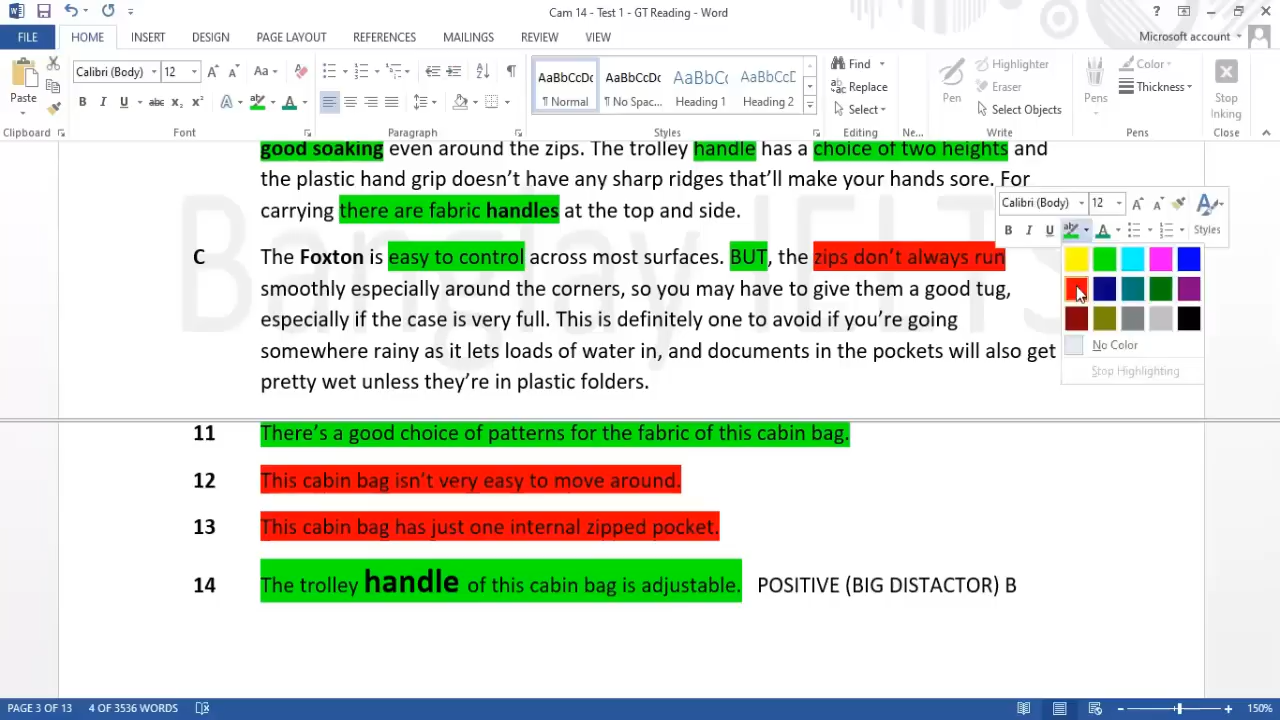 Cam 14 - Test 1 - GT Reading - Word
FILE HOME INSERT DESIGN PAGE LAYOUT REFERENCES MAILINGS REVIEW VIEW Microsoft account
Calibri (Body) 12 Aa AaBbCcDc AaBbCcDc AaBbCc AaBbCcD Find Highlighter Color
Paste Replace Pen Eraser Pens Thickness Stop
B I U abc x₂ x² A ¶ Normal ¶ No Spac... Heading 1 Heading 2 Select Select Objects Inking
Clipboard Font Paragraph Styles Editing Ne... Write Pens Close
good soaking even around the zips. The trolley handle has a choice of two heights and
the plastic hand grip doesn't have any sharp ridges that'll make your hands sore. For
carrying there are fabric handles at the top and side.
Calibri (Body) 12
B I U Styles
C The Foxton is easy to control across most surfaces. BUT, the zips don't always run
smoothly especially around the corners, so you may have to give them a good tug,
especially if the case is very full. This is definitely one to avoid if you're going
somewhere rainy as it lets loads of water in, and documents in the pockets will also get
pretty wet unless they're in plastic folders.
No Color
Stop Highlighting
11 There's a good choice of patterns for the fabric of this cabin bag.
12 This cabin bag isn't very easy to move around.
13 This cabin bag has just one internal zipped pocket.
14 The trolley handle of this cabin bag is adjustable. POSITIVE (BIG DISTACTOR) B
PAGE 3 OF 13 4 OF 3536 WORDS 150%